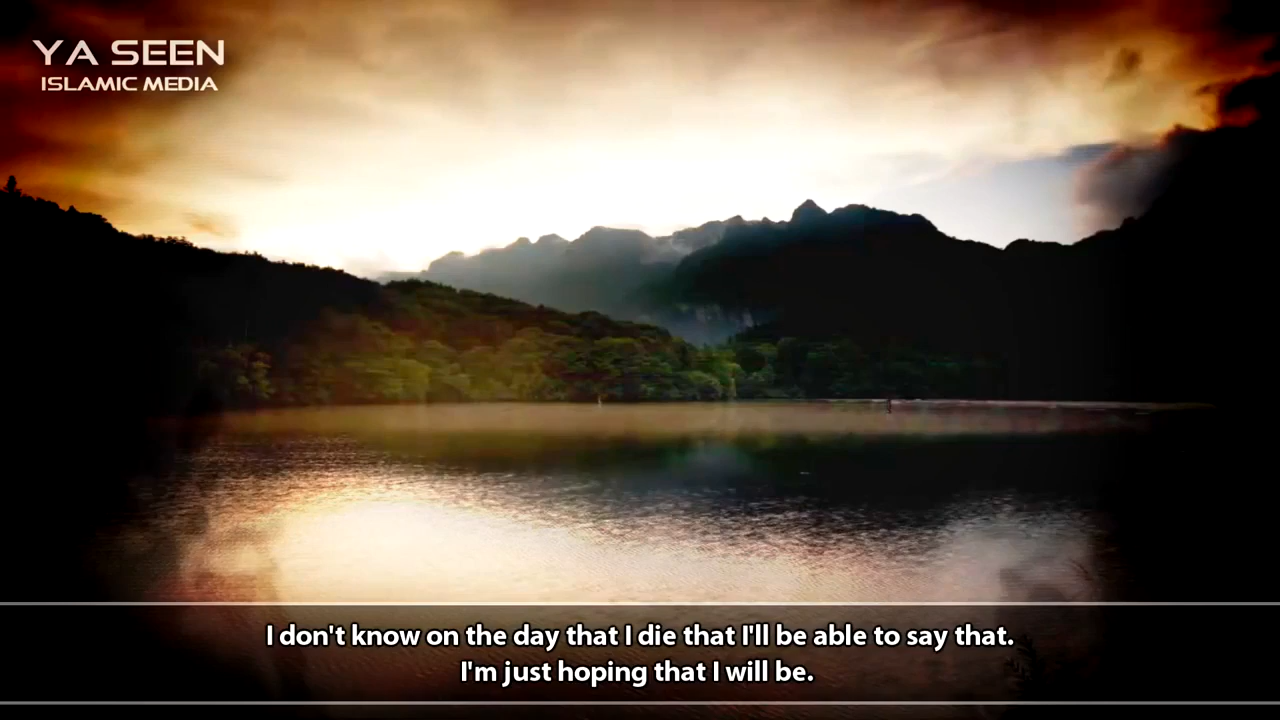 YA SEEN
ISLAMIC MEDIA
I don't know on the day that I die that I'll be able to say that.
I'm just hoping that I will be.